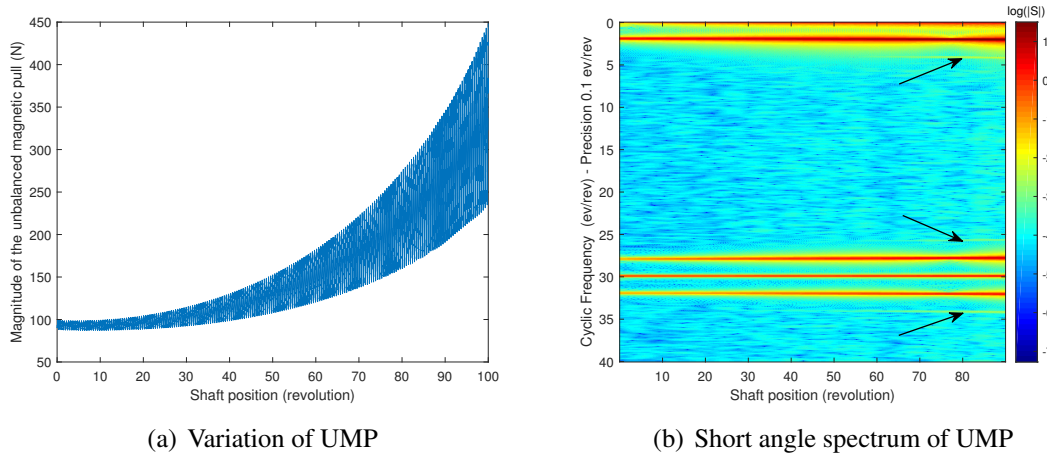 450
400
350
300
250
200
150
100
50
Magnitude of the unbalanced magnetic pull (N)
0 10 20 30 40 50 60 70 80 90 100
Shaft position (revolution)
(a) Variation of UMP
log(|S|)
0
5
10
15
20
25
30
35
40
Cyclic Frequency (ev/rev) - Precision 0.1 ev/rev
10 20 30 40 50 60 70 80
Shaft position (revolution)
1
0
(b) Short angle spectrum of UMP